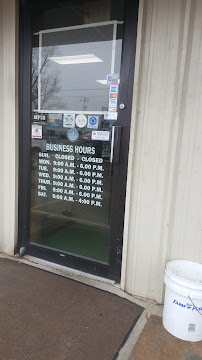 BUSINESS HOURS
SUN. CLOSED - CLOSED
MON. 9:00 A.M. - 6:00 P.M.
TUE. 9:00 A.M. - 6:00 P.M.
WED. 9:00 A.M. - 6:00 P.M.
THUR. 9:00 A.M. - 6:00 P.M.
FRI. 9:00 A.M. - 6:00 P.M.
SAT. 9:00 A.M. - 4:00 P.M.